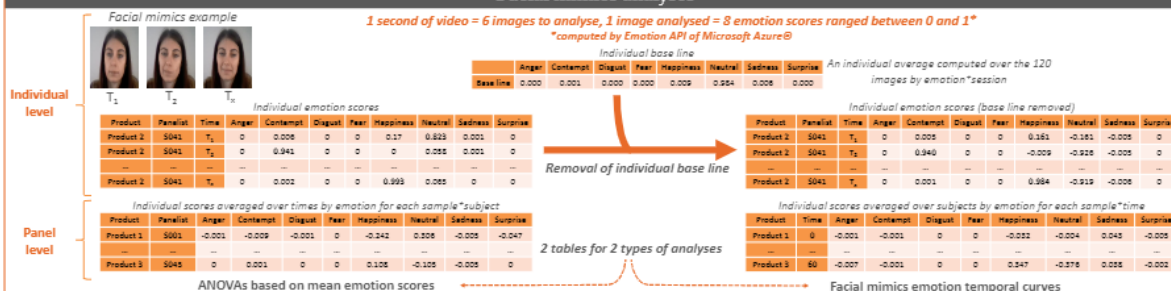 Facial mimics example
1 second of video = 6 images to analyse, 1 image analysed = 8 emotion scores ranged between 0 and 1*
*computed by Emotion API of Microsoft Azure®
T1 T2 Tx
Individual level
Individual base line
Anger Contempt Disgust Fear Happiness Neutral Sadness Surprise
Base line 0.000 0.001 0.000 0.000 0.009 0.984 0.006 0.000
An individual average computed over the 120 images by emotion*session
Individual emotion scores
Product Panelist Time Anger Contempt Disgust Fear Happiness Neutral Sadness Surprise
Product 2 S041 T1 0 0.006 0 0 0.17 0.823 0.001 0
Product 2 S041 T2 0 0.941 0 0 0 0.058 0.001 0
... ... ... ... ... ... ... ... ... ... ...
Product 2 S041 Tx 0 0.002 0 0 0.993 0.065 0 0
Removal of individual base line
Individual emotion scores (base line removed)
Product Panelist Time Anger Contempt Disgust Fear Happiness Neutral Sadness Surprise
Product 2 S041 T1 0 0.005 0 0 0.161 -0.161 -0.005 0
Product 2 S041 T2 0 0.940 0 0 -0.009 -0.926 -0.005 0
... ... ... ... ... ... ... ... ... ... ...
Product 2 S041 Tx 0 0.001 0 0 0.984 -0.919 -0.006 0
Panel level
Individual scores averaged over times by emotion for each sample*subject
Product Panelist Anger Contempt Disgust Fear Happiness Neutral Sadness Surprise
Product 1 S001 -0.001 -0.009 -0.001 0 -0.242 0.306 -0.005 -0.047
... ... ... ... ... ... ... ... ... ...
Product 3 S045 0 0.001 0 0 0.108 -0.105 -0.005 0
2 tables for 2 types of analyses
Individual scores averaged over subjects by emotion for each sample*time
Product Time Anger Contempt Disgust Fear Happiness Neutral Sadness Surprise
Product 1 0 -0.001 -0.001 0 0 -0.032 -0.004 0.043 -0.005
... ... ... ... ... ... ... ... ... ...
Product 3 60 -0.007 -0.001 0 0 0.347 -0.376 0.038 -0.002
ANOVAs based on mean emotion scores
Facial mimics emotion temporal curves